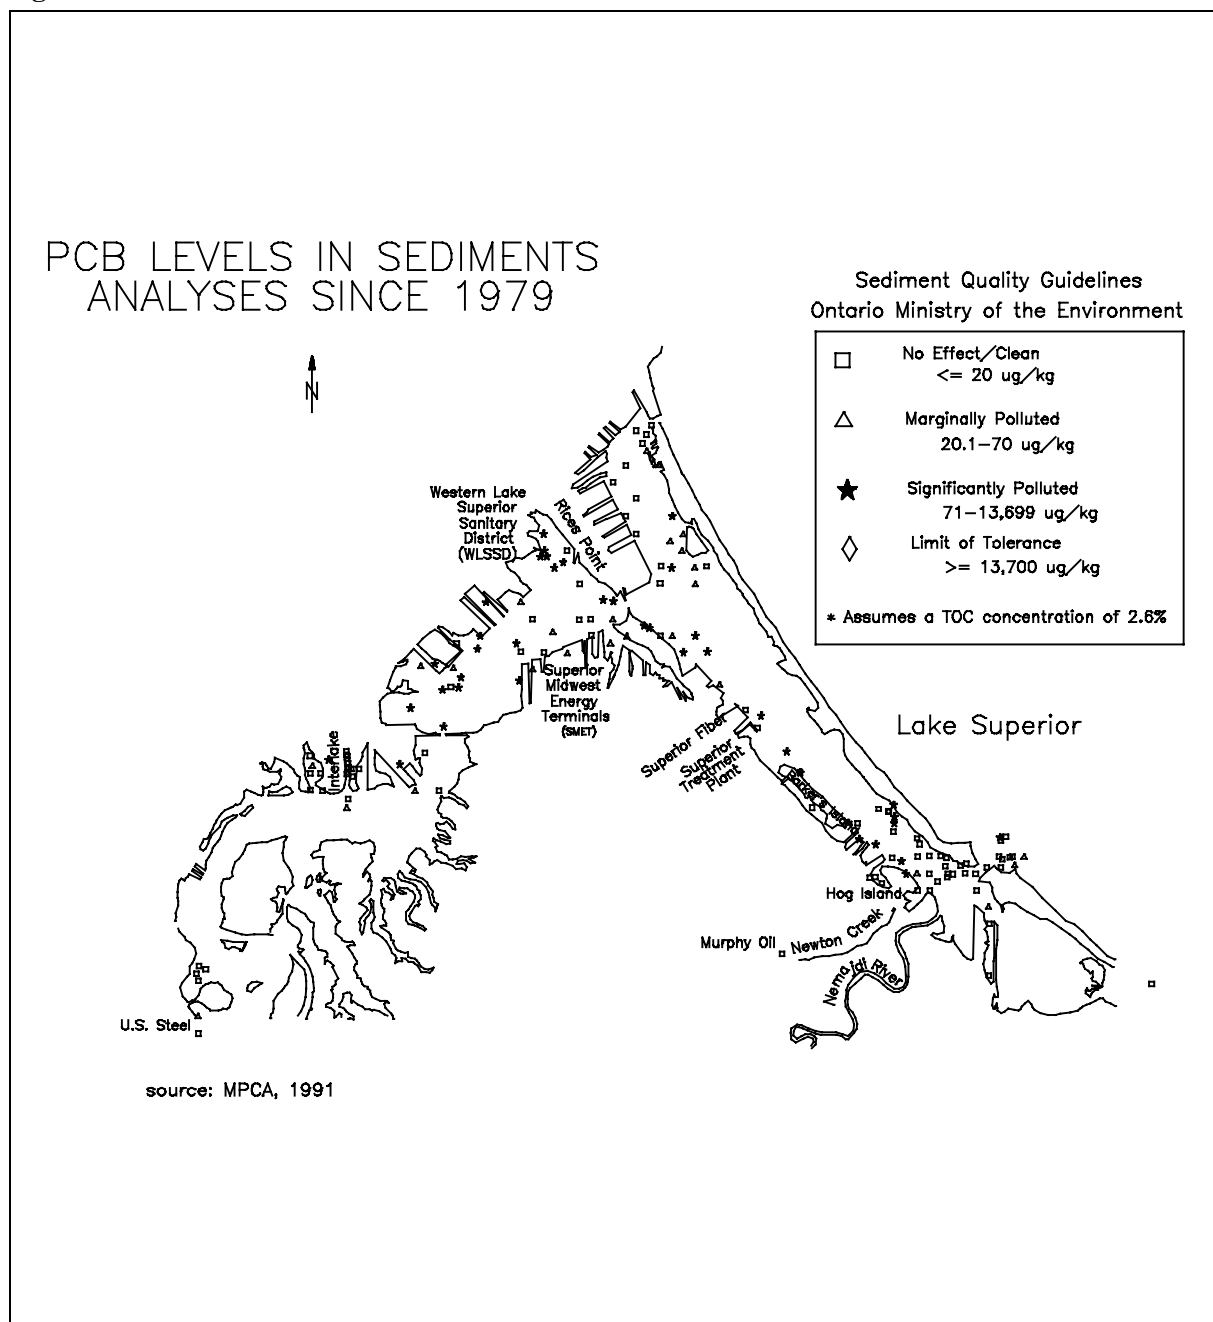 PCB LEVELS IN SEDIMENTS
ANALYSES SINCE 1979
N
Sediment Quality Guidelines
Ontario Ministry of the Environment
No Effect/Clean
<= 20 ug/kg
Marginally Polluted
20.1-70 ug/kg
Significantly Polluted
71-13,699 ug/kg
Limit of Tolerance
>= 13,700 ug/kg
* Assumes a TOC concentration of 2.6%
Western Lake
Superior
Sanitary
District
(WLSSD)
Rices Point
Superior
Midwest
Energy
Terminals
(SMET)
Interlake
Superior Fiber
Superior
Treatment
Plant
Barker's Island
Lake Superior
Hog Island
Murphy Oil
Newton Creek
Nemadji River
U.S. Steel
source: MPCA, 1991